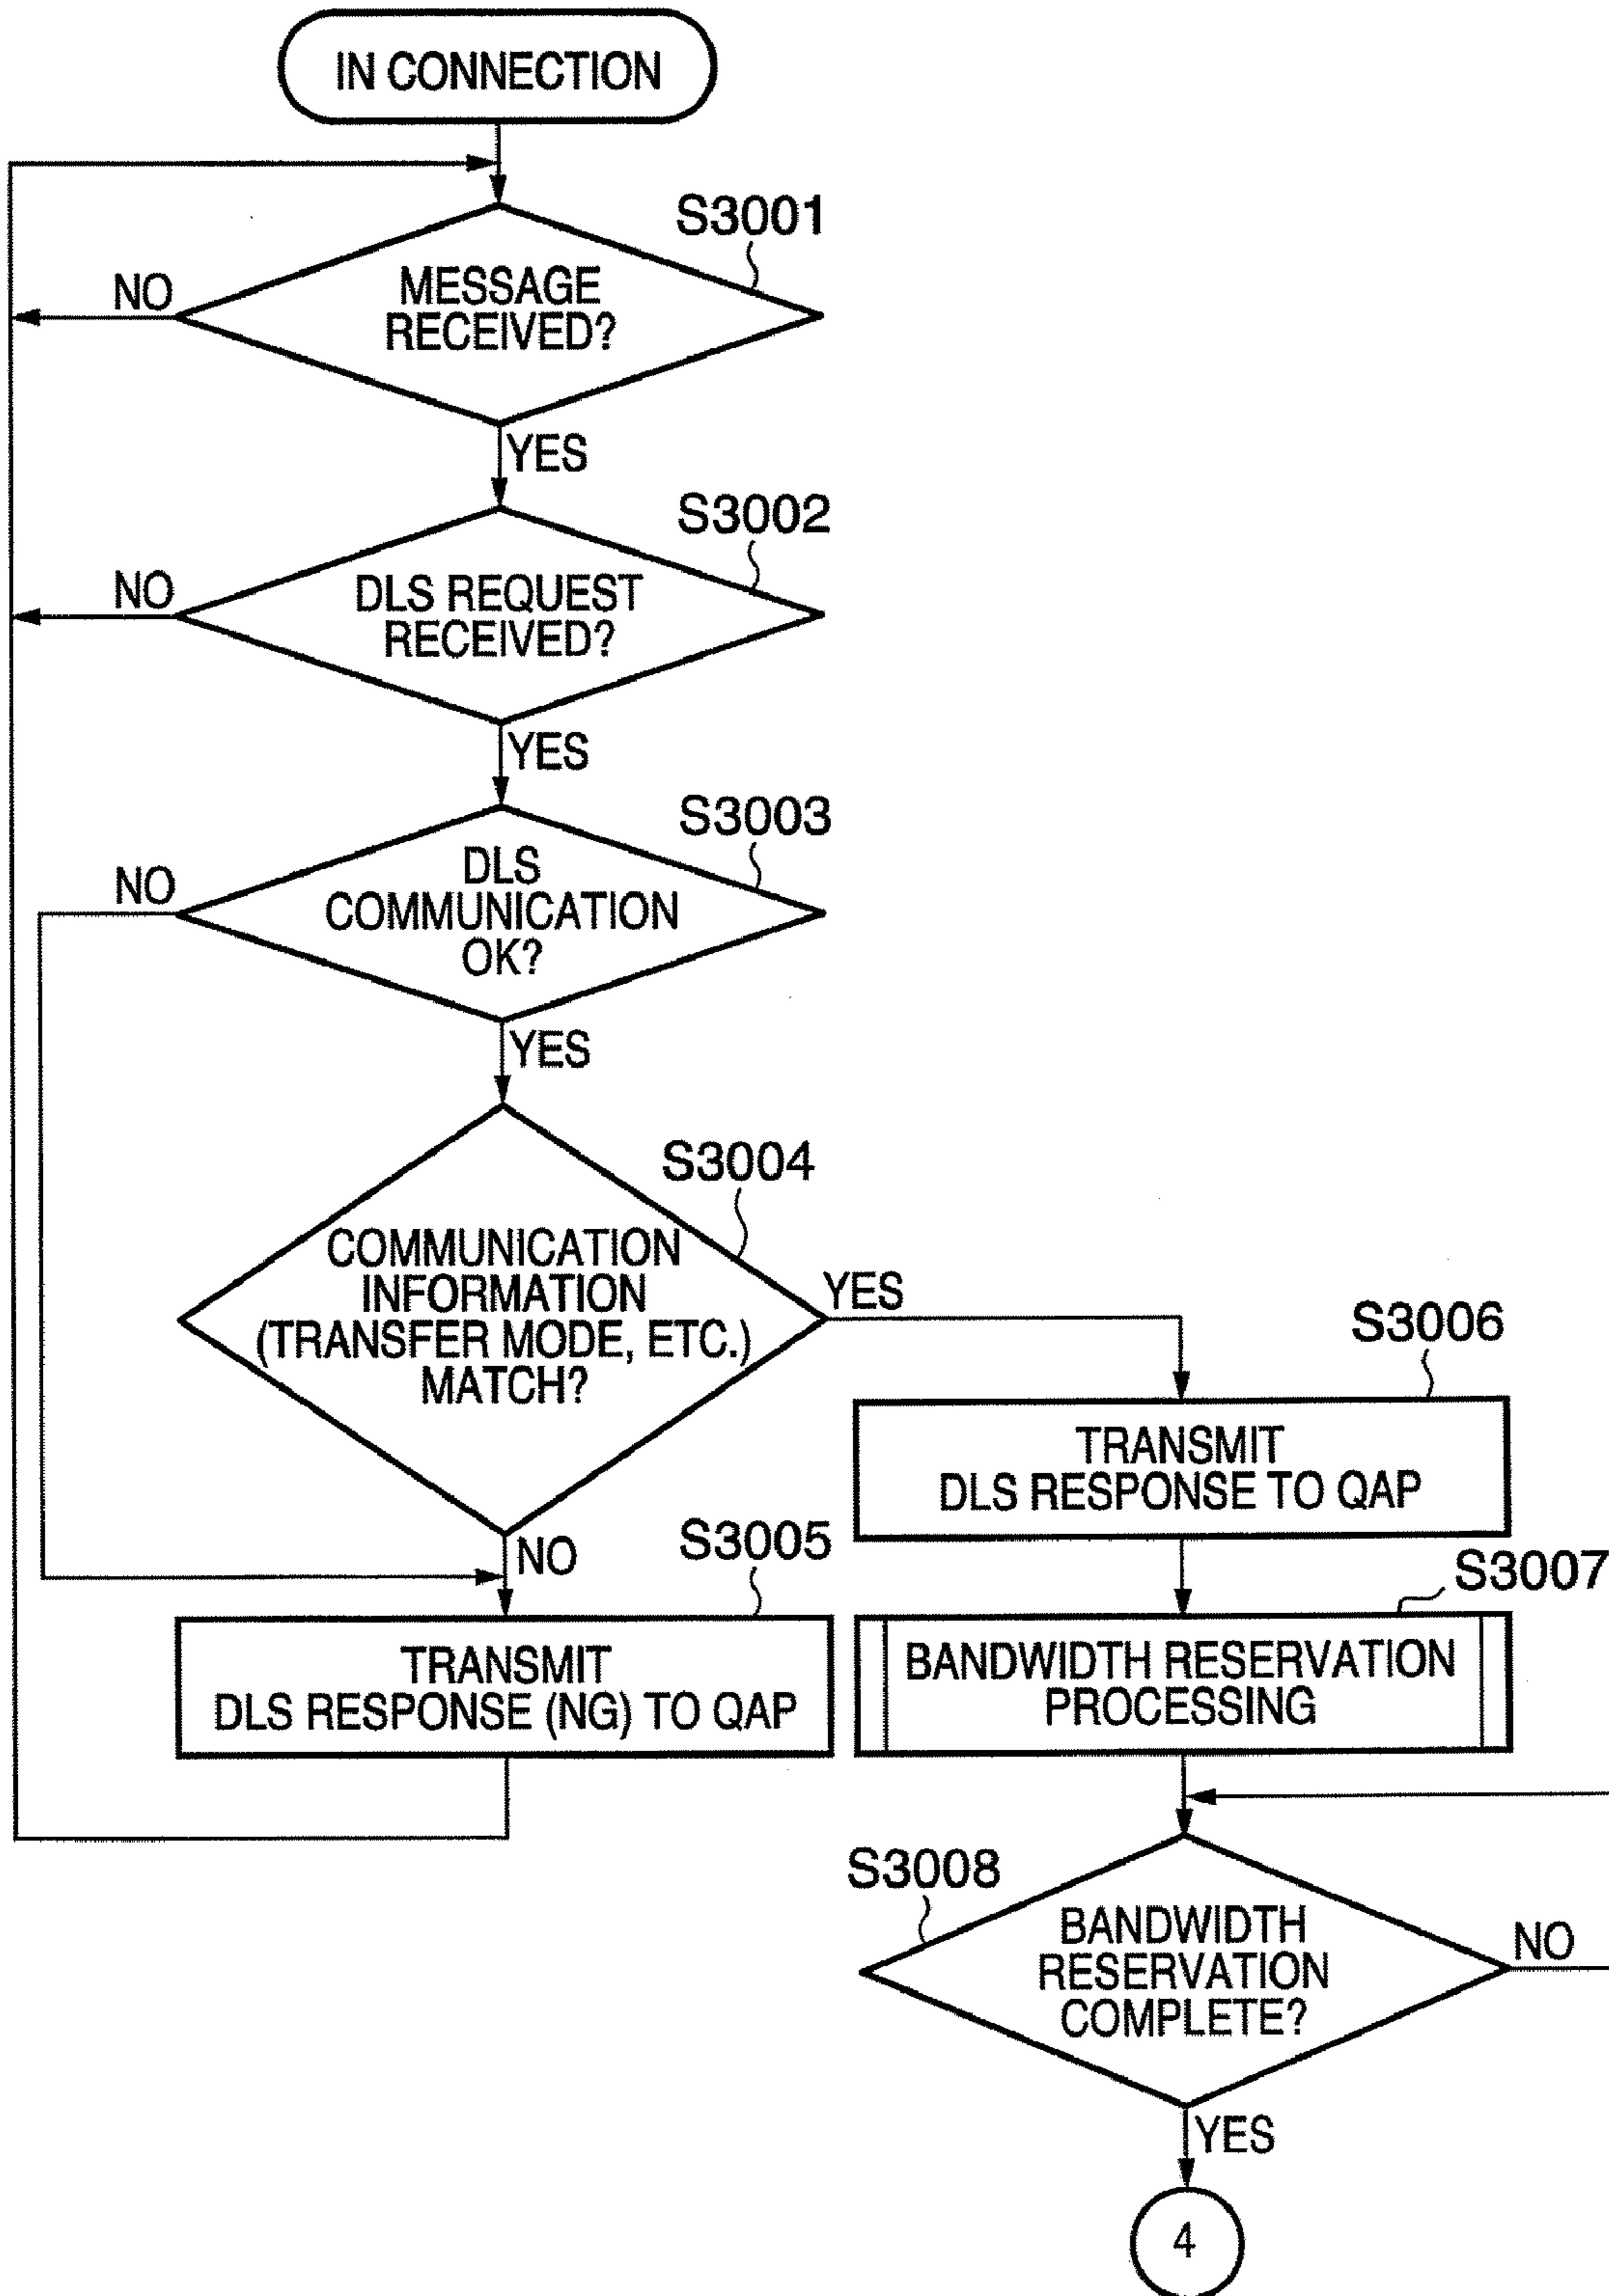 IN CONNECTION
S3001
MESSAGE
RECEIVED?
NO
YES
S3002
DLS REQUEST
RECEIVED?
NO
YES
S3003
DLS
COMMUNICATION
OK?
NO
YES
S3004
COMMUNICATION
INFORMATION
(TRANSFER MODE, ETC.)
MATCH?
YES
NO
S3005
TRANSMIT
DLS RESPONSE (NG) TO QAP
S3006
TRANSMIT
DLS RESPONSE TO QAP
S3007
BANDWIDTH RESERVATION
PROCESSING
S3008
BANDWIDTH
RESERVATION
COMPLETE?
NO
YES
4